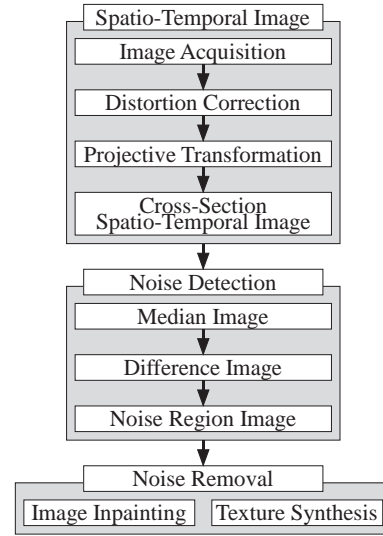 Spatio-Temporal Image
Image Acquisition
Distortion Correction
Projective Transformation
Cross-Section
Spatio-Temporal Image
Noise Detection
Median Image
Difference Image
Noise Region Image
Noise Removal
Image Inpainting
Texture Synthesis